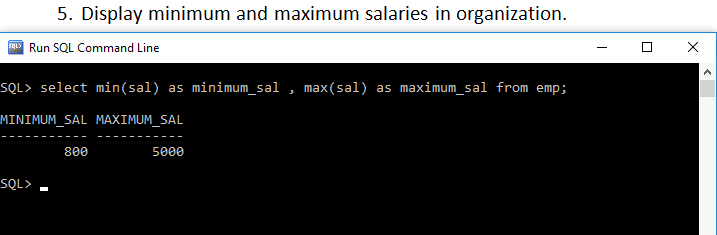 5. Display minimum and maximum salaries in organization.
Run SQL Command Line
SQL> select min(sal) as minimum_sal , max(sal) as maximum_sal from emp;
MINIMUM_SAL MAXIMUM_SAL
----------- -----------
800 5000
SQL> _